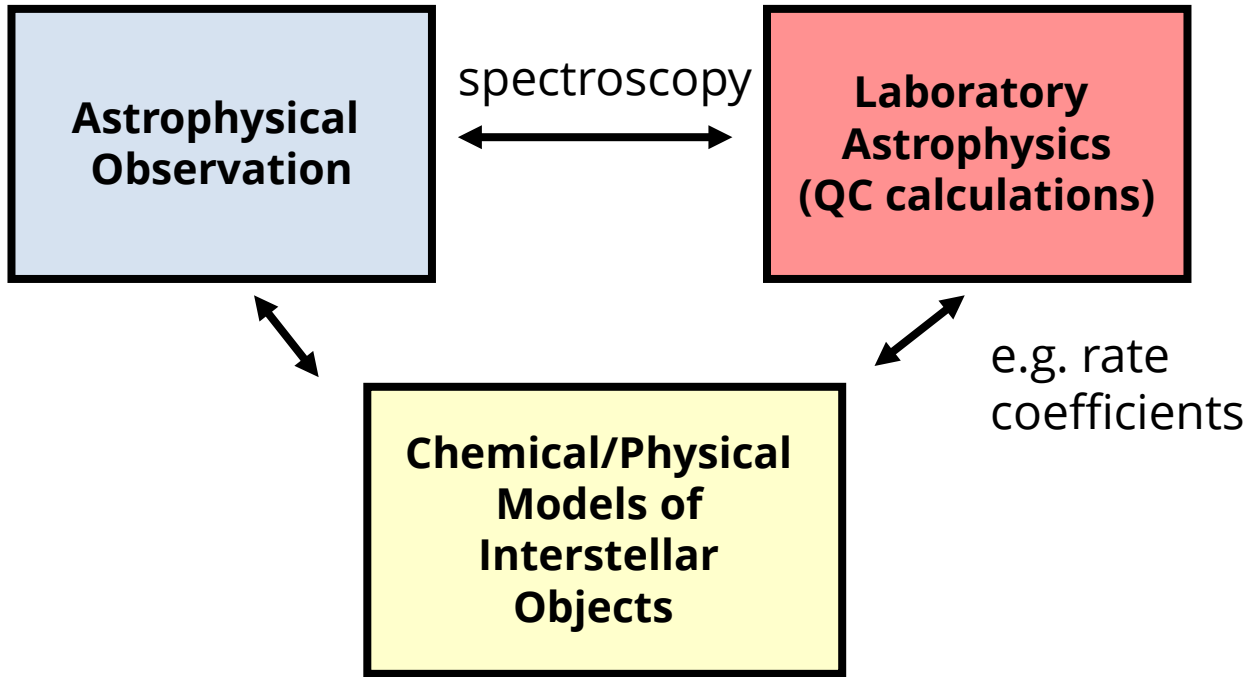 Astrophysical
Observation
spectroscopy
Laboratory
Astrophysics
(QC calculations)
e.g. rate
coefficients
Chemical/Physical
Models of
Interstellar
Objects